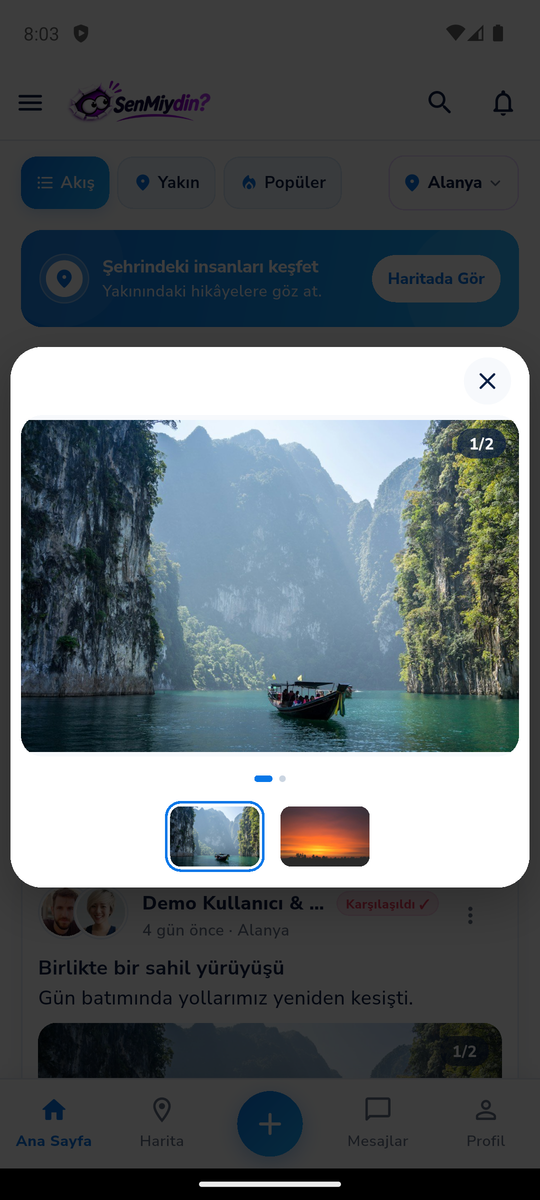 8:03
SenMiydin?
Akış
Yakın
Popüler
Alanya
Şehrindeki insanları keşfet
Yakınındaki hikâyelere göz at.
Haritada Gör
1/2
Demo Kullanıcı & ...
Karşılaşıldı ✓
4 gün önce · Alanya
Birlikte bir sahil yürüyüşü
Gün batımında yollarımız yeniden kesişti.
1/2
Ana Sayfa
Harita
Mesajlar
Profil